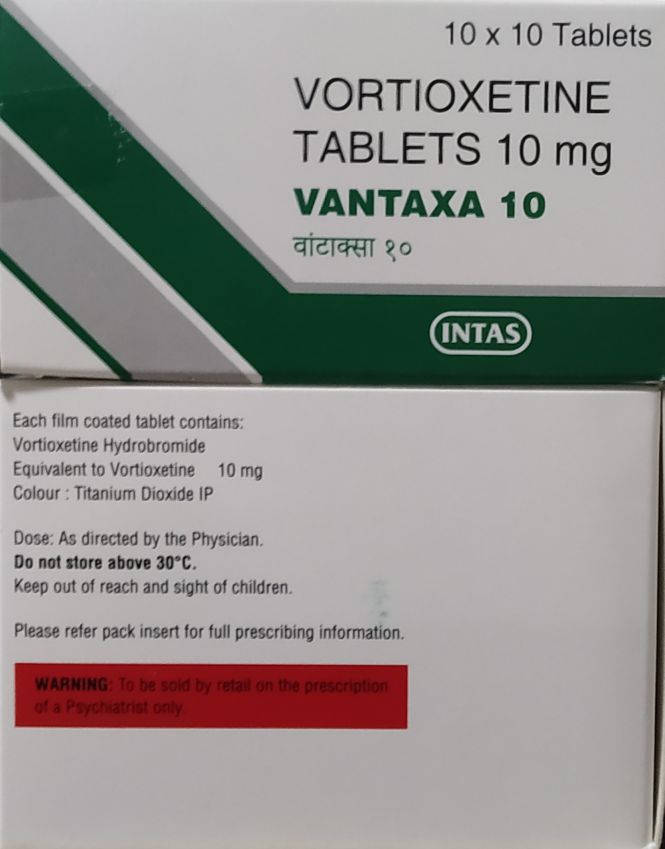 10 x 10 Tablets
VORTIOXETINE
TABLETS 10 mg
VANTAXA 10
वांटाक्सा १०
INTAS
Each film coated tablet contains:
Vortioxetine Hydrobromide
Equivalent to Vortioxetine 10 mg
Colour : Titanium Dioxide IP
Dose: As directed by the Physician.
Do not store above 30°C.
Keep out of reach and sight of children.
Please refer pack insert for full prescribing information.
WARNING: To be sold by retail on the prescription
of a Psychiatrist only.